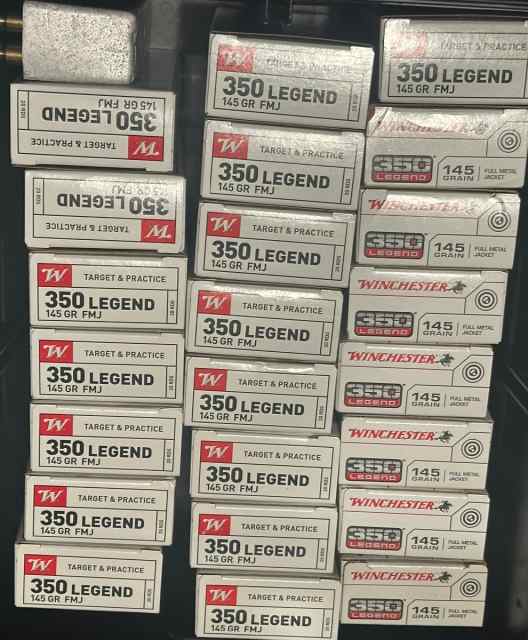 TARGET & PRACTICE
350 LEGEND
145 GR FMJ
TARGET & PRACTICE
350 LEGEND
145 GR FMJ
W TARGET & PRACTICE
350 LEGEND
145 GR FMJ
W TARGET & PRACTICE
350 LEGEND
145 GR FMJ
W TARGET & PRACTICE
350 LEGEND
145 GR FMJ
W TARGET & PRACTICE
350 LEGEND
145 GR FMJ
W TARGET & PRACTICE
350 LEGEND
145 GR FMJ
W TARGET & PRACTICE
350 LEGEND
145 GR FMJ
W TARGET & PRACTICE
350 LEGEND
145 GR FMJ
W TARGET & PRACTICE
350 LEGEND
145 GR FMJ
W TARGET & PRACTICE
350 LEGEND
145 GR FMJ
W TARGET & PRACTICE
350 LEGEND
145 GR FMJ
W TARGET & PRACTICE
350 LEGEND
145 GR FMJ
W TARGET & PRACTICE
350 LEGEND
145 GR FMJ
W TARGET & PRACTICE
350 LEGEND
145 GR FMJ
TARGET & PRACTICE
350 LEGEND
145 GR FMJ
WINCHESTER
350 LEGEND
145 GRAIN
FULL METAL JACKET
WINCHESTER
350 LEGEND
145 GRAIN
FULL METAL JACKET
WINCHESTER
350 LEGEND
145 GRAIN
FULL METAL JACKET
WINCHESTER
350 LEGEND
145 GRAIN
FULL METAL JACKET
WINCHESTER
350 LEGEND
145 GRAIN
FULL METAL JACKET
WINCHESTER
350 LEGEND
145 GRAIN
FULL METAL JACKET
WINCHESTER
350 LEGEND
145 GRAIN
FULL METAL JACKET